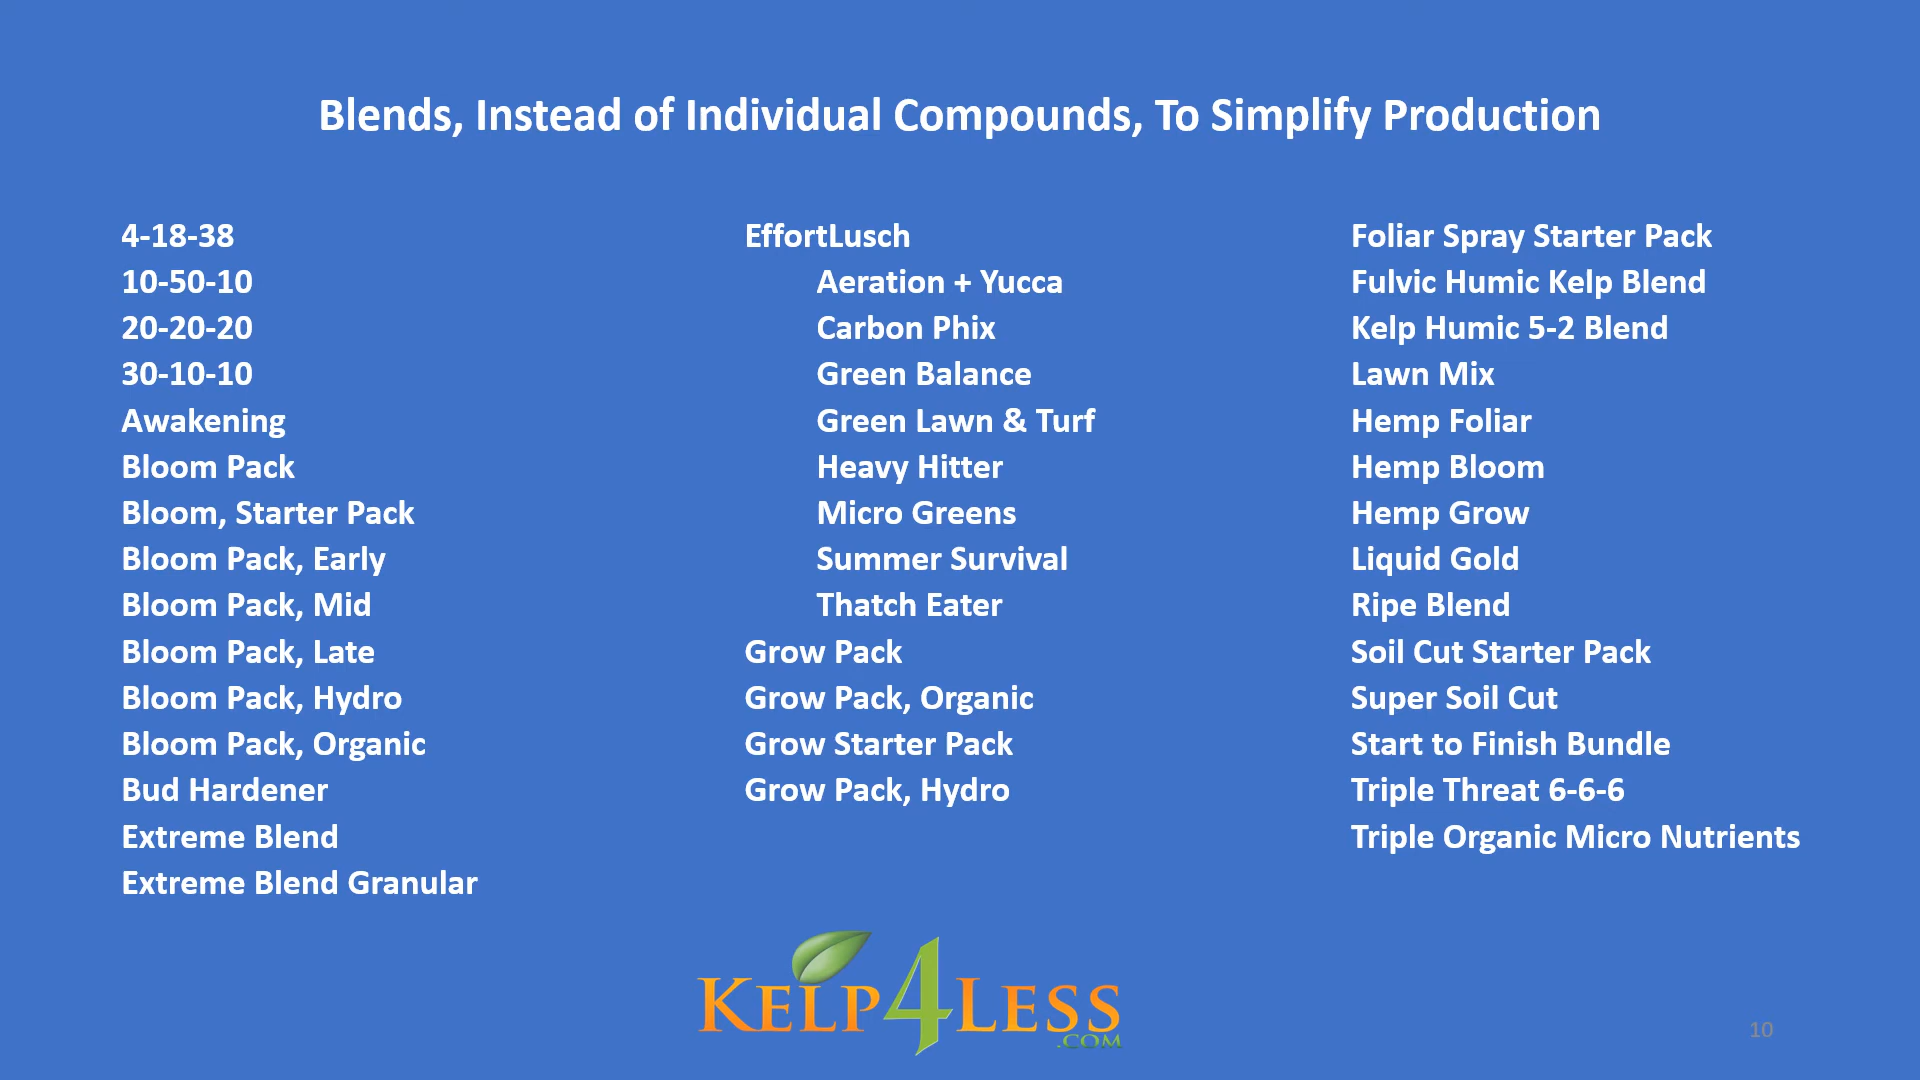 Blends, Instead of Individual Compounds, To Simplify Production
4-18-38
10-50-10
20-20-20
30-10-10
Awakening
Bloom Pack
Bloom, Starter Pack
Bloom Pack, Early
Bloom Pack, Mid
Bloom Pack, Late
Bloom Pack, Hydro
Bloom Pack, Organic
Bud Hardener
Extreme Blend
Extreme Blend Granular
EffortLusch
Aeration + Yucca
Carbon Phix
Green Balance
Green Lawn & Turf
Heavy Hitter
Micro Greens
Summer Survival
Thatch Eater
Grow Pack
Grow Pack, Organic
Grow Starter Pack
Grow Pack, Hydro
Foliar Spray Starter Pack
Fulvic Humic Kelp Blend
Kelp Humic 5-2 Blend
Lawn Mix
Hemp Foliar
Hemp Bloom
Hemp Grow
Liquid Gold
Ripe Blend
Soil Cut Starter Pack
Super Soil Cut
Start to Finish Bundle
Triple Threat 6-6-6
Triple Organic Micro Nutrients
KELP4LESS
.COM
10